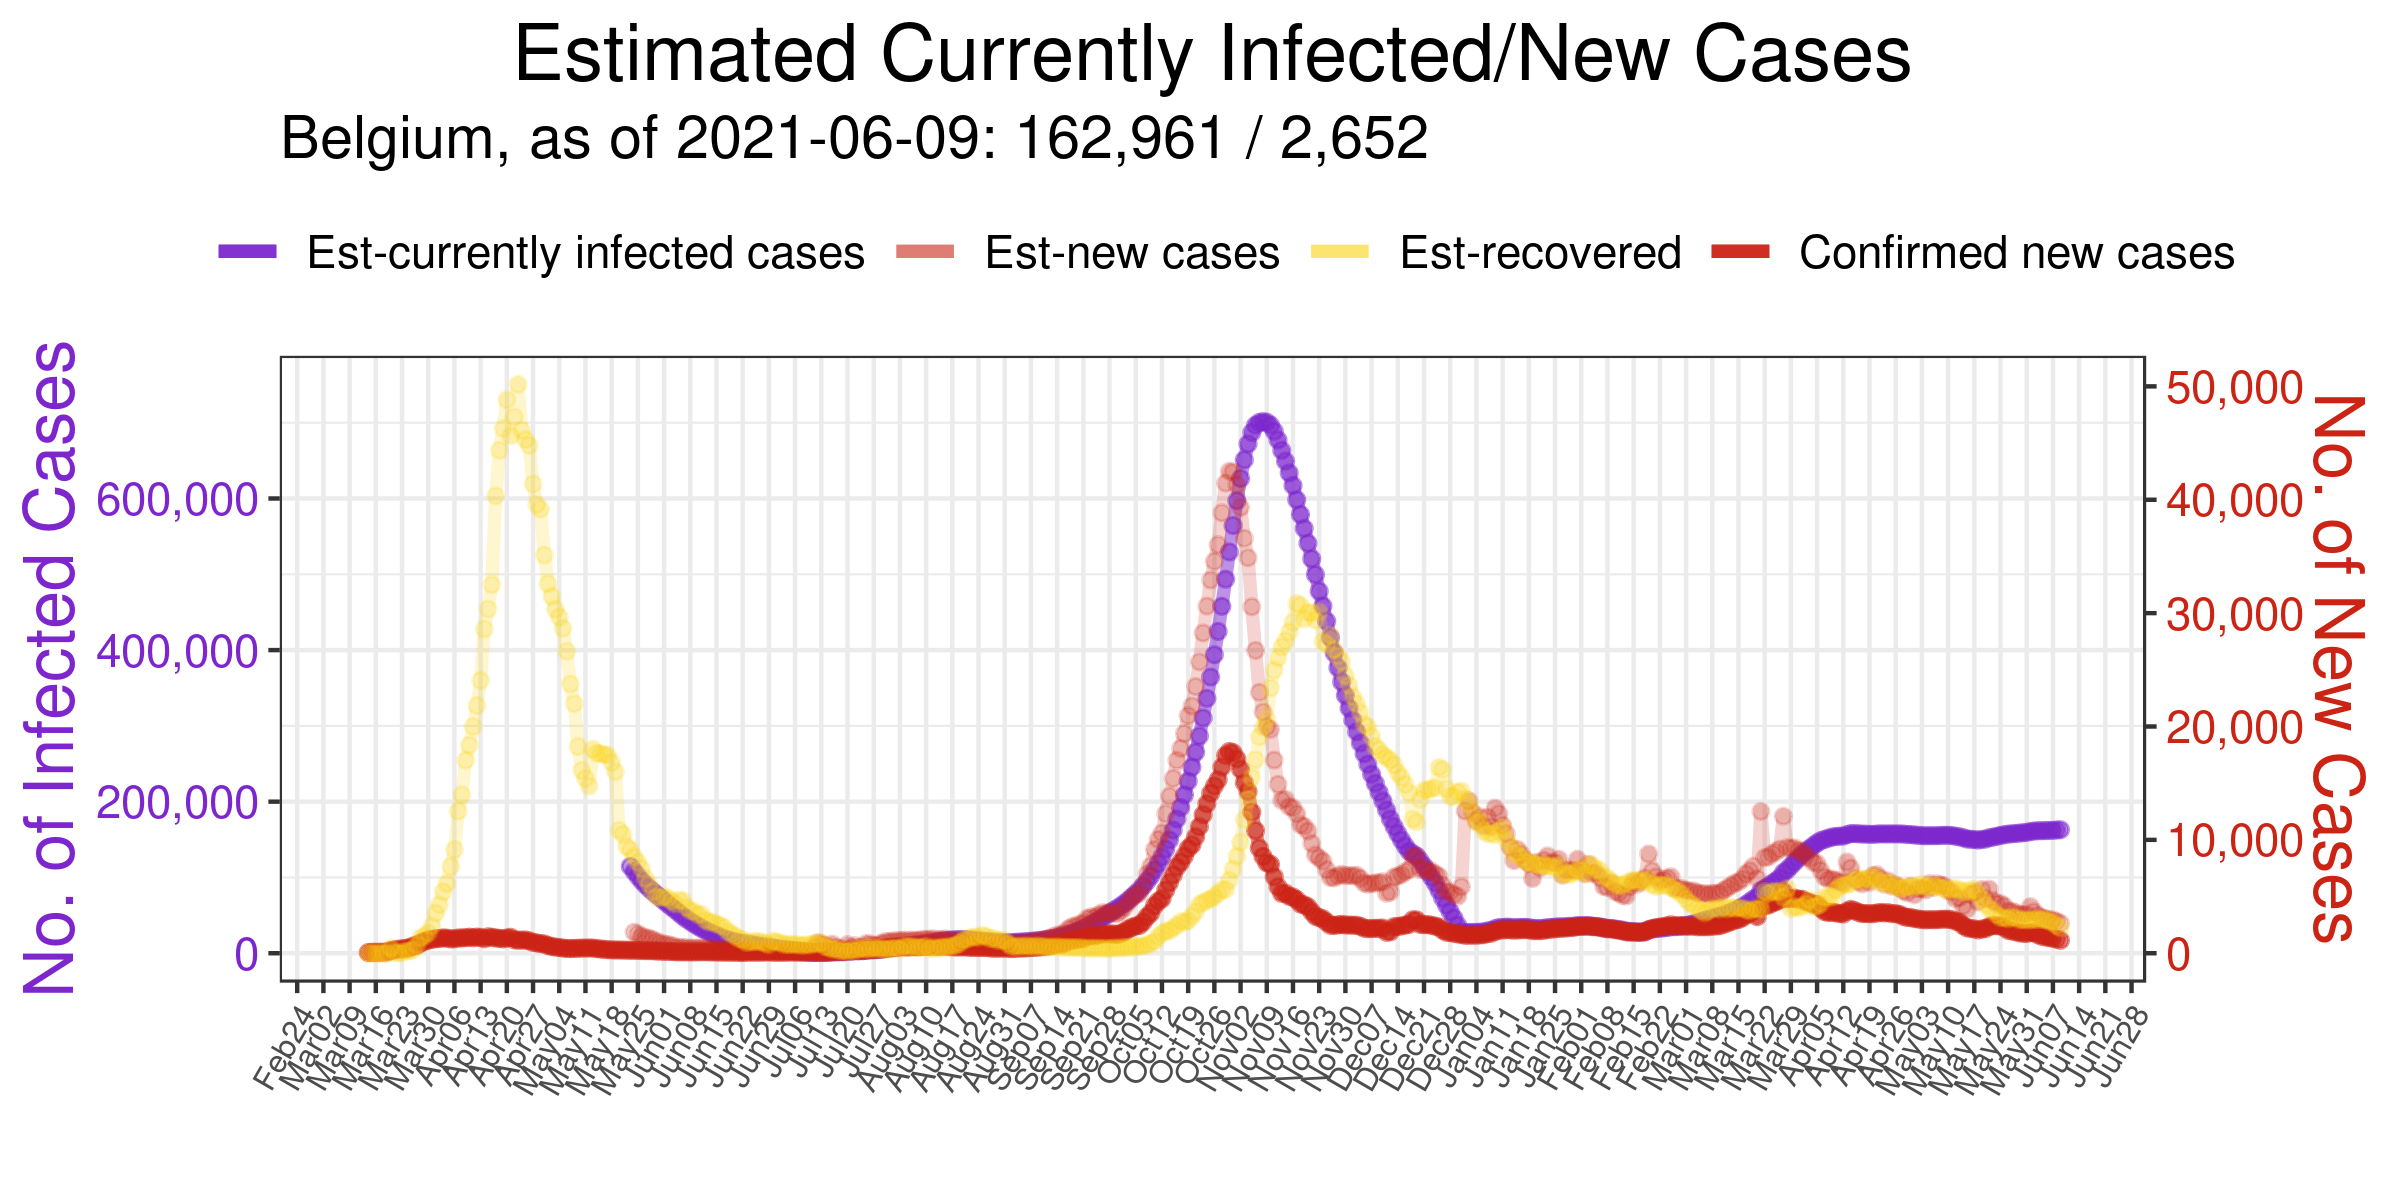 Estimated Currently Infected/New Cases
Belgium, as of 2021-06-09: 162,961 / 2,652
Est-currently infected cases Est-new cases Est-recovered Confirmed new cases
No. of Infected Cases
600,000
400,000
200,000
0
50,000
40,000
30,000
20,000
10,000
0
No. of New Cases
Feb24
Mar02
Mar09
Mar16
Mar23
Mar30
Apr06
Apr13
Apr20
Apr27
May04
May11
May18
May25
Jun01
Jun08
Jun15
Jun22
Jun29
Jul06
Jul13
Jul20
Jul27
Aug03
Aug10
Aug17
Aug24
Aug31
Sep07
Sep14
Sep21
Sep28
Oct05
Oct12
Oct19
Oct26
Nov02
Nov09
Nov16
Nov23
Nov30
Dec07
Dec14
Dec21
Dec28
Jan04
Jan11
Jan18
Jan25
Feb01
Feb08
Feb15
Feb22
Mar01
Mar08
Mar15
Mar22
Mar29
Apr05
Apr12
Apr19
Apr26
May03
May10
May17
May24
May31
Jun07
Jun14
Jun21
Jun28